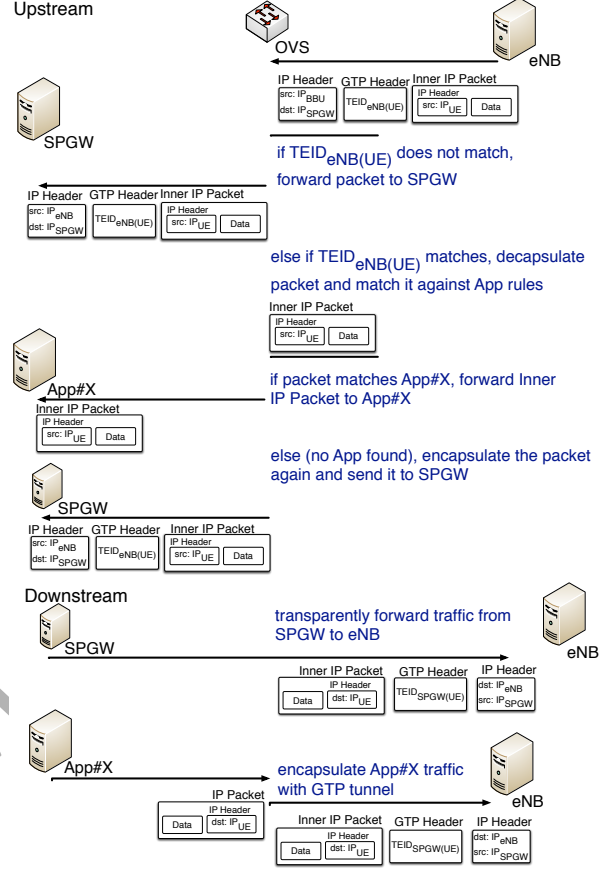 Upstream
OVS
eNB
IP Header GTP Header Inner IP Packet
src: IPBBU
dst: IPSPGW
TEIDeNB(UE)
IP Header
src: IPUE
Data
SPGW
if TEIDeNB(UE) does not match,
forward packet to SPGW
IP Header GTP Header Inner IP Packet
src: IPeNB
dst: IPSPGW
TEIDeNB(UE)
IP Header
src: IPUE
Data
else if TEIDeNB(UE) matches, decapsulate
packet and match it against App rules
Inner IP Packet
IP Header
src: IPUE
Data
App#X
if packet matches App#X, forward Inner
IP Packet to App#X
Inner IP Packet
IP Header
src: IPUE
Data
else (no App found), encapsulate the packet
again and send it to SPGW
SPGW
IP Header GTP Header Inner IP Packet
src: IPeNB
dst: IPSPGW
TEIDeNB(UE)
IP Header
src: IPUE
Data
Downstream
transparently forward traffic from
SPGW to eNB
SPGW
eNB
Inner IP Packet GTP Header IP Header
IP Header
Data
dst: IPUE
TEIDSPGW(UE)
dst: IPeNB
src: IPSPGW
App#X
encapsulate App#X traffic
with GTP tunnel
eNB
IP Packet
IP Header
Data
dst: IPUE
Inner IP Packet GTP Header IP Header
IP Header
Data
dst: IPUE
TEIDSPGW(UE)
dst: IPeNB
src: IPSPGW